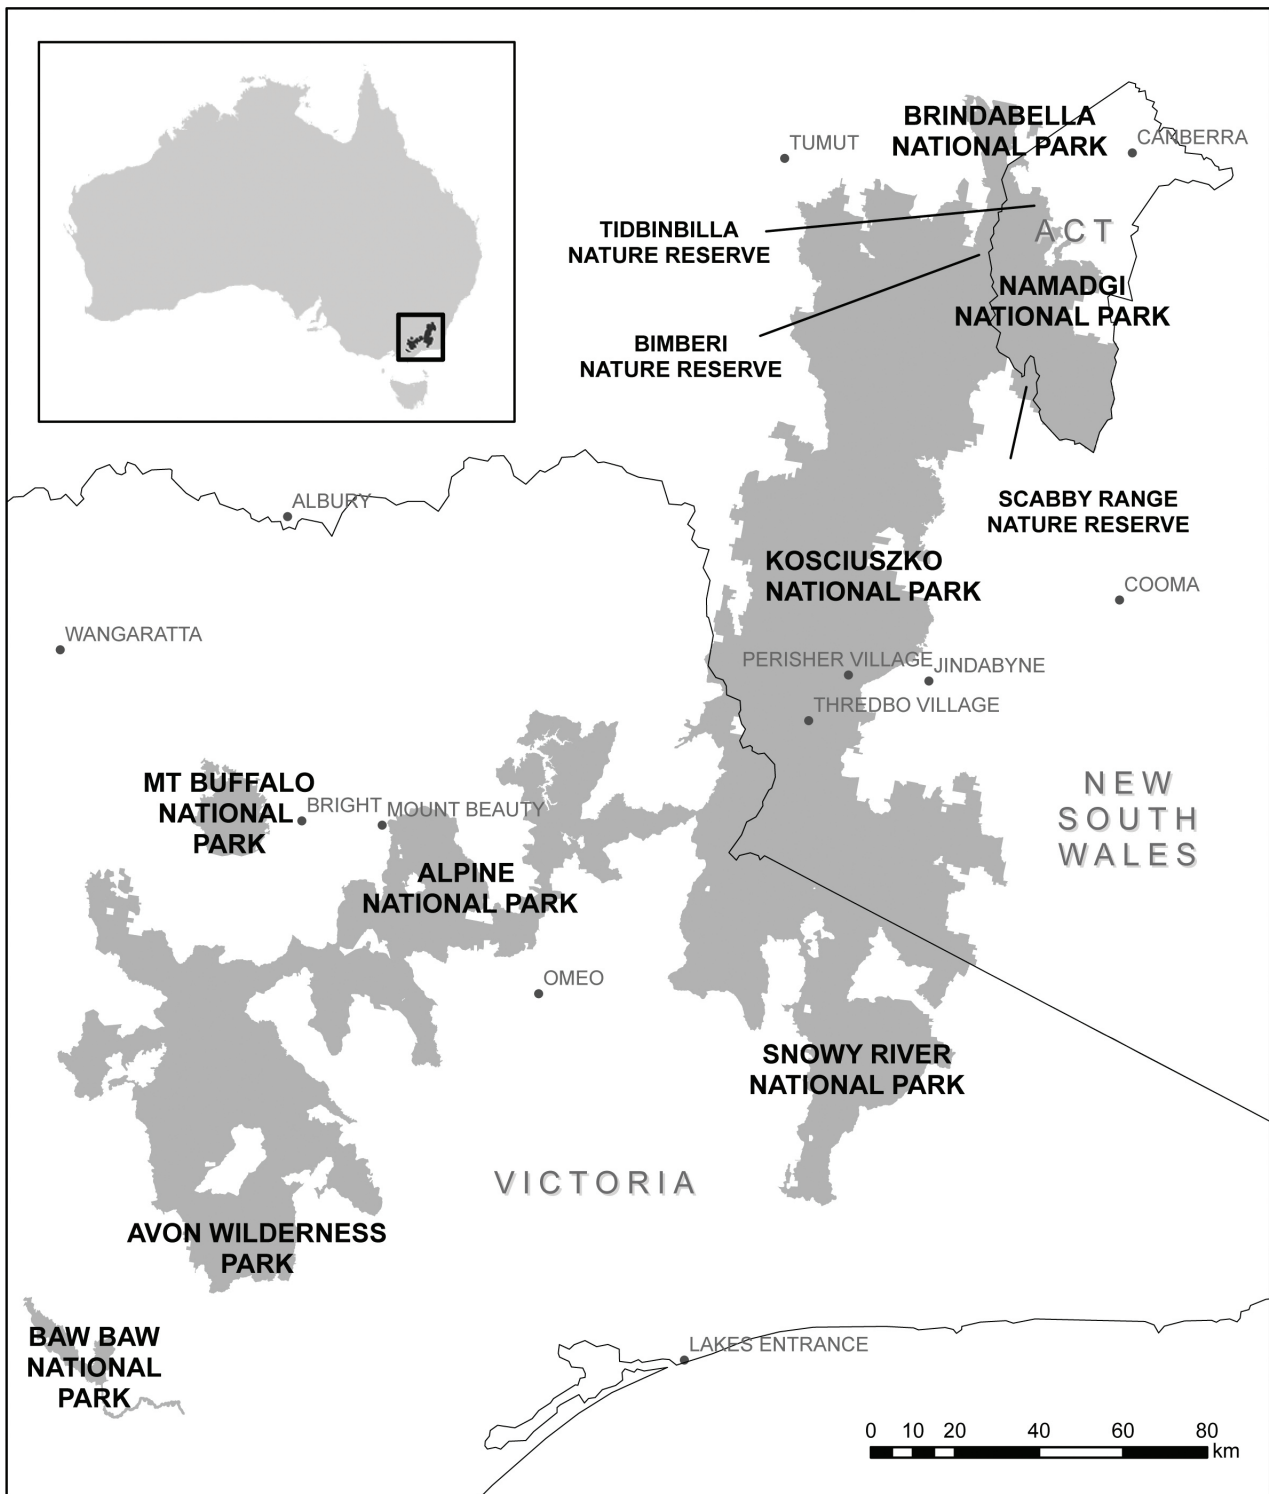 BRINDABELLA
NATIONAL PARK
TUMUT
CANBERRA
TIDBINBILLA
NATURE RESERVE
ACT
NAMADGI
NATIONAL PARK
BIMBERI
NATURE RESERVE
ALBURY
SCABBY RANGE
NATURE RESERVE
KOSCIUSZKO
NATIONAL PARK
COOMA
WANGARATTA
PERISHER VILLAGE
JINDABYNE
THREDBO VILLAGE
MT BUFFALO
NATIONAL
PARK
BRIGHT
MOUNT BEAUTY
NEW
SOUTH
WALES
ALPINE
NATIONAL PARK
OMEO
SNOWY RIVER
NATIONAL PARK
VICTORIA
AVON WILDERNESS
PARK
BAW BAW
NATIONAL
PARK
LAKES ENTRANCE
0 10 20 40 60 80
km